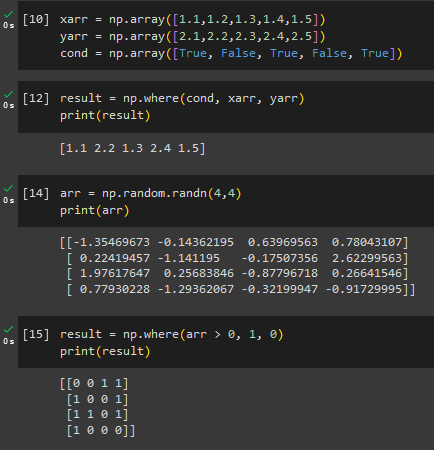 [10] xarr = np.array([1.1,1.2,1.3,1.4,1.5])
yarr = np.array([2.1,2.2,2.3,2.4,2.5])
0s
cond = np.array([True, False, True, False, True])
[12] result = np.where(cond, xarr, yarr)
0s
print(result)
[1.1 2.2 1.3 2.4 1.5]
[14] arr = np.random.randn(4,4)
0s
print(arr)
[[-1.35469673 -0.14362195  0.63969563  0.78043107]
[ 0.22419457 -1.141195   -0.17507356  2.62299563]
[ 1.97617647  0.25683846 -0.87796718  0.26641546]
[ 0.77930228 -1.29362067 -0.32199947 -0.91729995]]
[15] result = np.where(arr > 0, 1, 0)
0s
print(result)
[[0 0 1 1]
[1 0 0 1]
[1 1 0 1]
[1 0 0 0]]